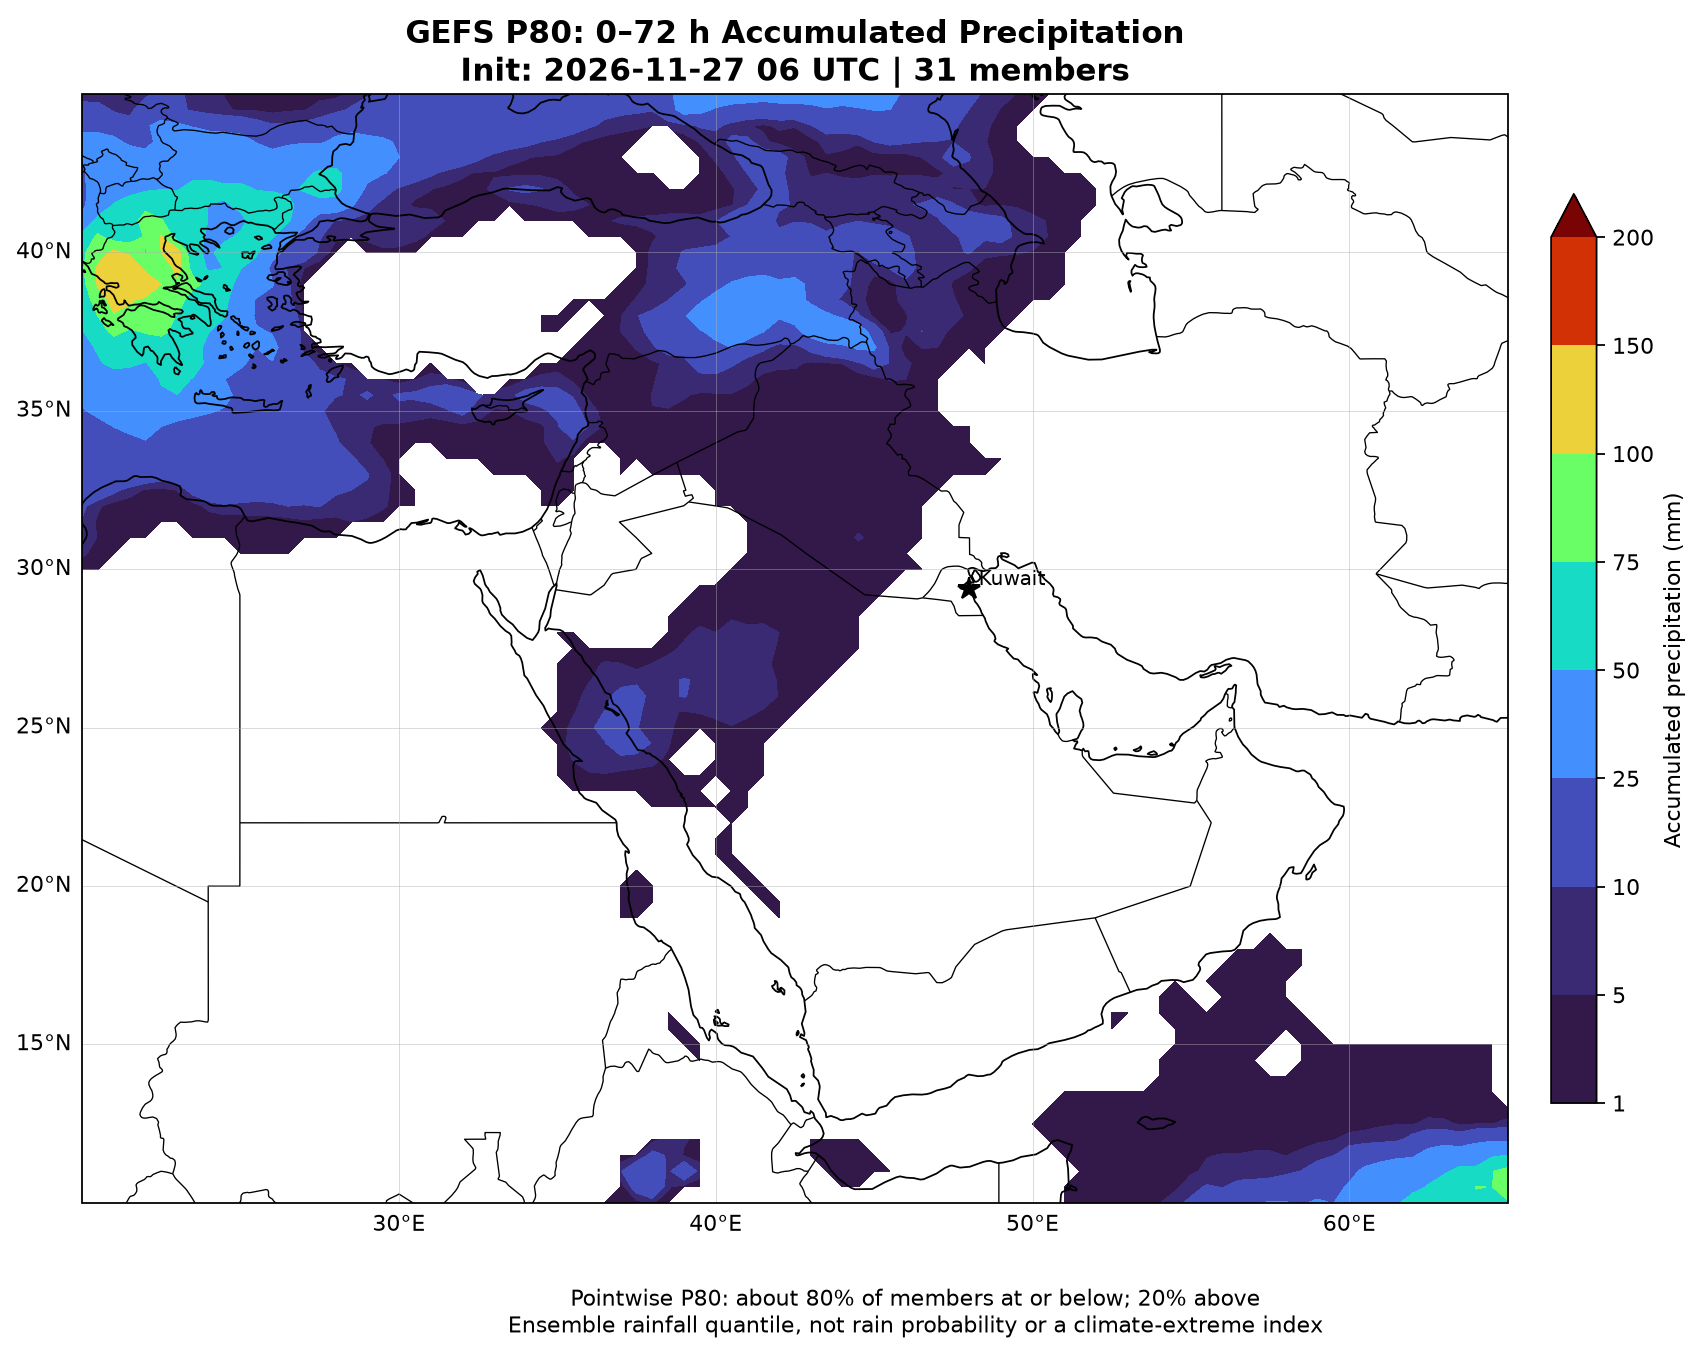 GEFS P80: 0–72 h Accumulated Precipitation
Init: 2026-11-27 06 UTC | 31 members
40°N
35°N
30°N
25°N
20°N
15°N
30°E
40°E
50°E
60°E
Kuwait
200
150
100
75
50
25
10
5
1
Accumulated precipitation (mm)
Pointwise P80: about 80% of members at or below; 20% above
Ensemble rainfall quantile, not rain probability or a climate-extreme index